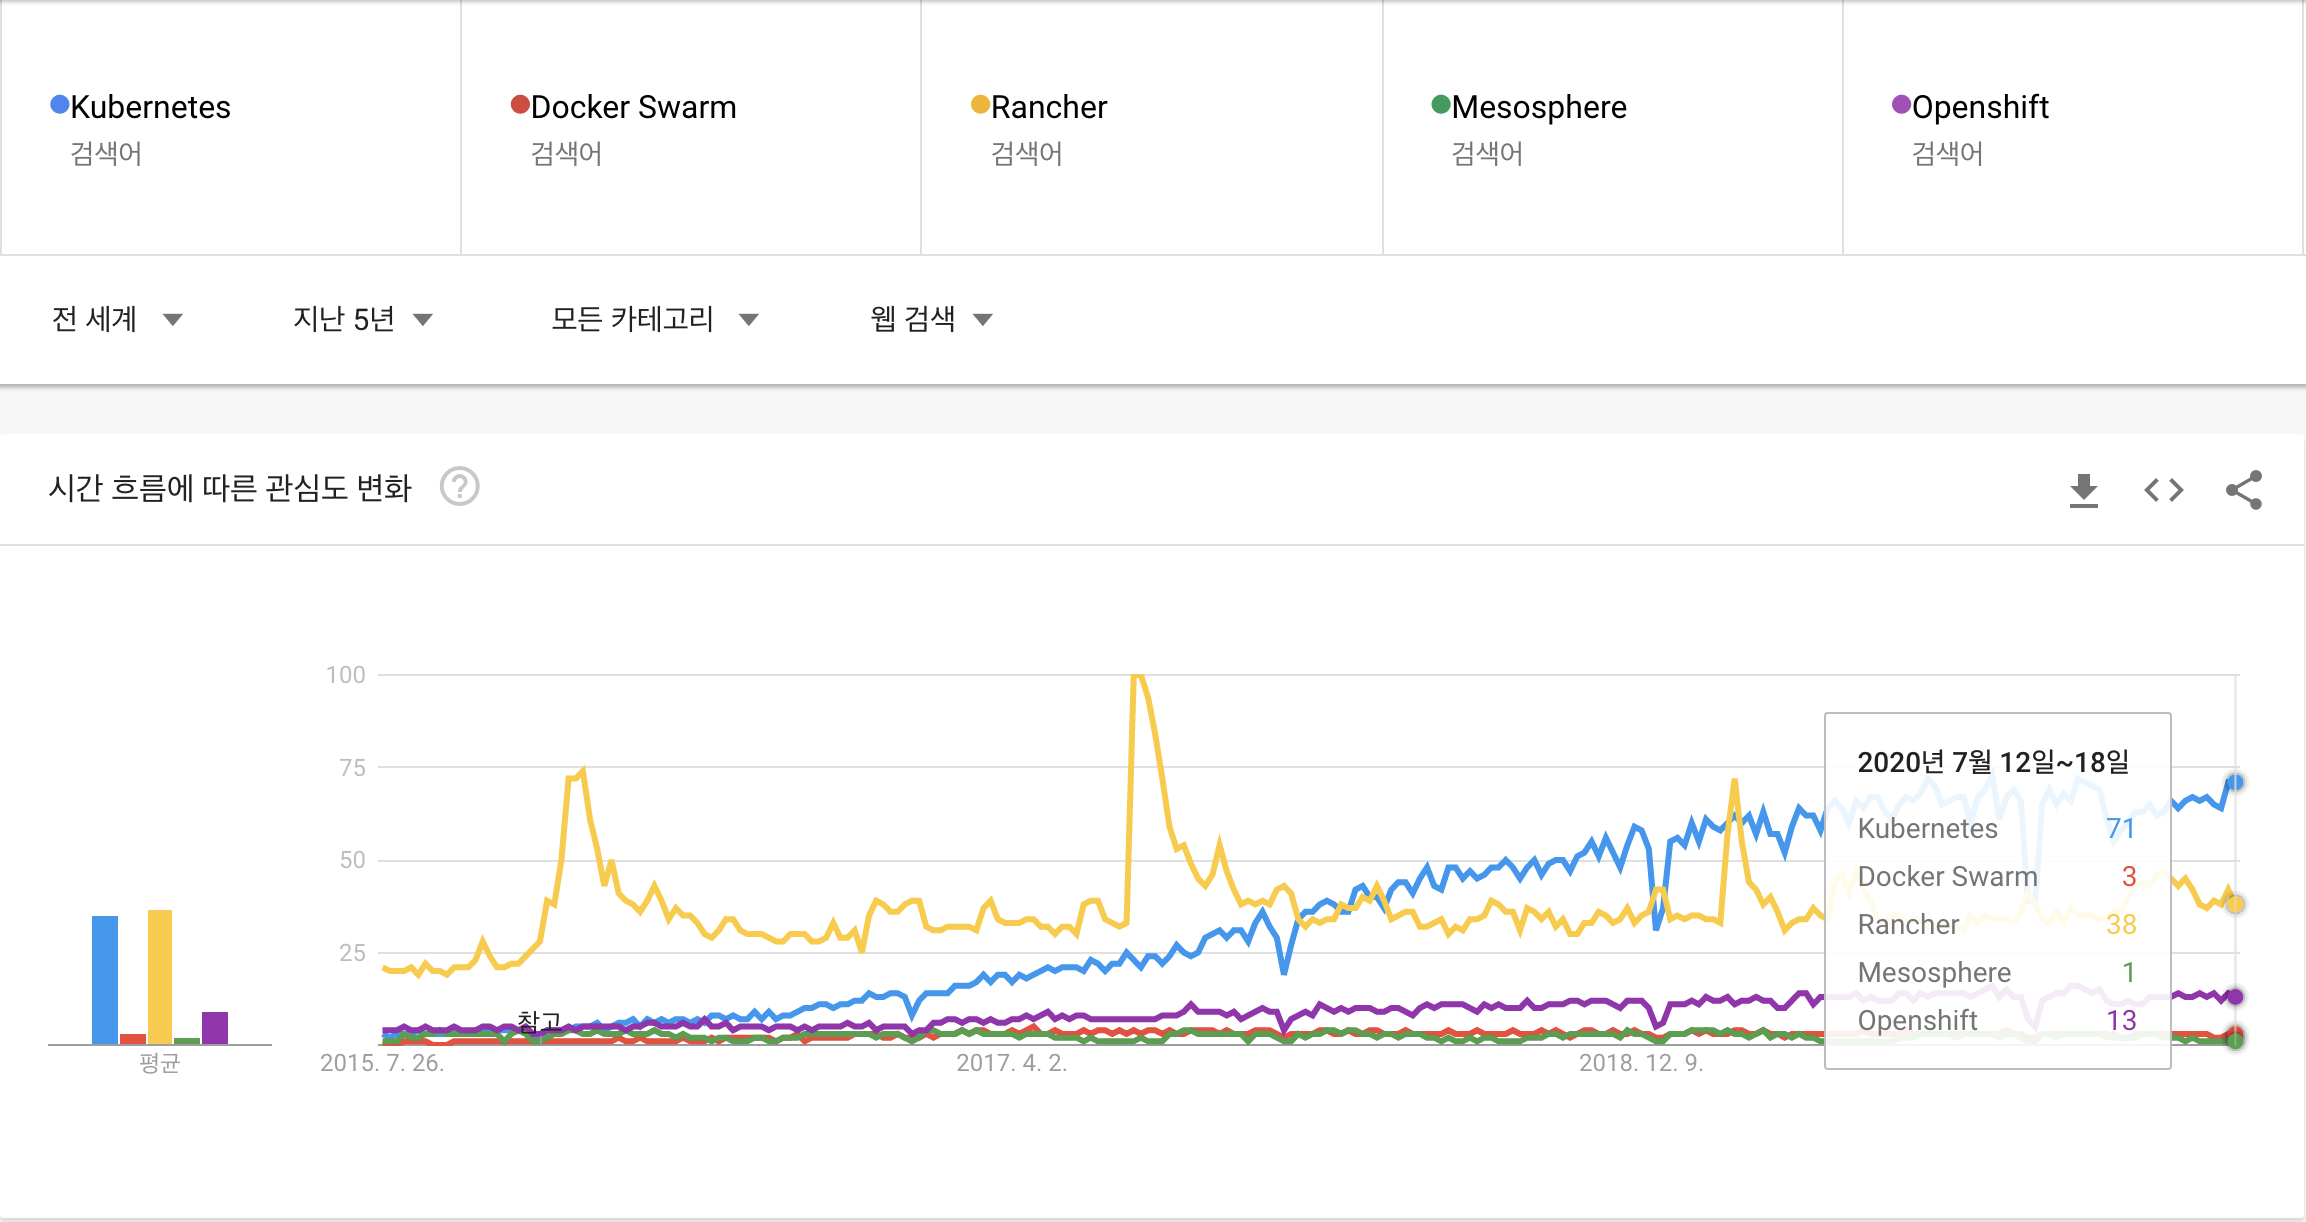 Kubernetes
검색어
Docker Swarm
검색어
Rancher
검색어
Mesosphere
검색어
Openshift
검색어
전 세계
지난 5년
모든 카테고리
웹 검색
시간 흐름에 따른 관심도 변화
?
100
75
50
25
평균
참고
2015. 7. 26.
2017. 4. 2.
2018. 12. 9.
2020년 7월 12일~18일
Kubernetes 71
Docker Swarm 3
Rancher 38
Mesosphere 1
Openshift 13